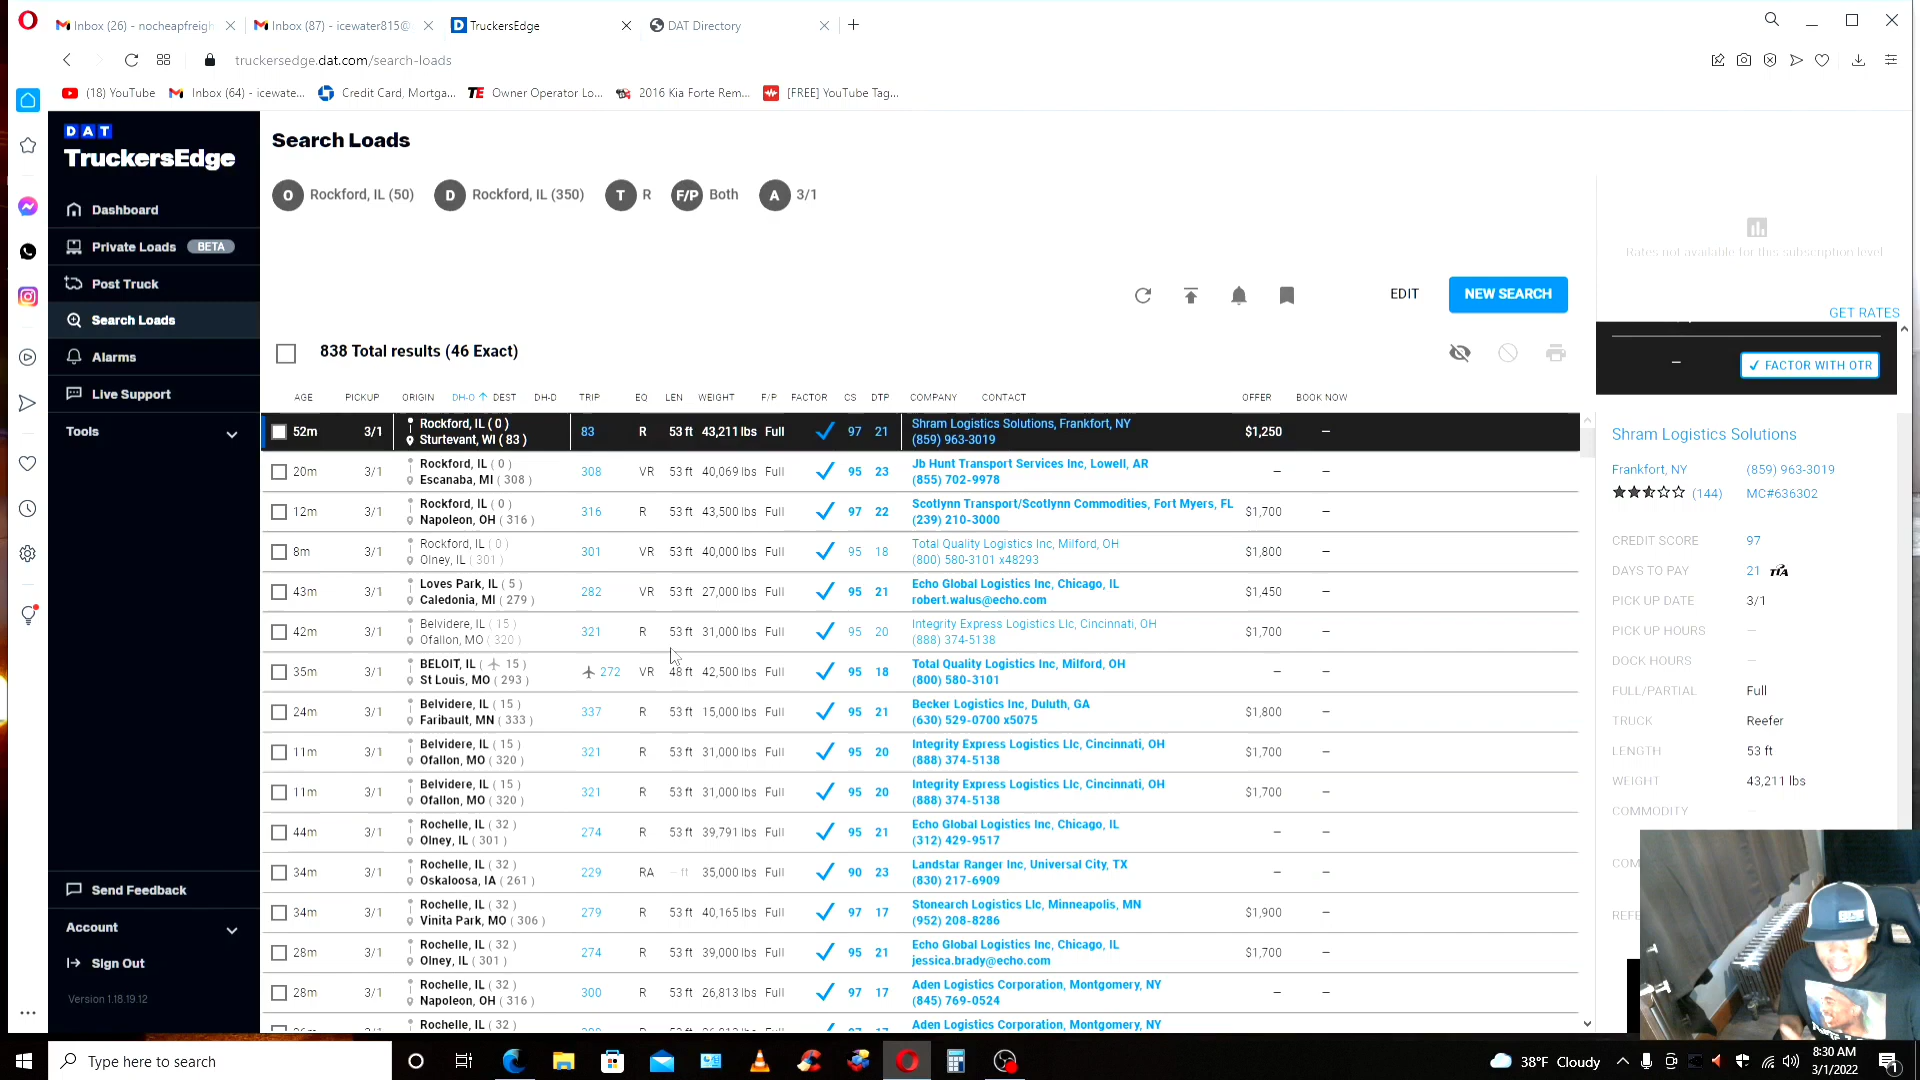 Inbox (26) - nocheapfreigh
Inbox (87) - icewater815@
TruckersEdge
DAT Directory
truckersedge.dat.com/search-loads
(18) YouTube
Inbox (64) - icewate...
Credit Card, Mortga...
TE Owner Operator Lo...
2016 Kia Forte Rem...
[FREE] YouTube Tag...
DAT
TruckersEdge
Dashboard
Private Loads BETA
Post Truck
Search Loads
Alarms
Live Support
Tools
Send Feedback
Account
Sign Out
Version 1.18.19.12
Search Loads
O Rockford, IL (50) D Rockford, IL (350) T R F/P Both A 3/1
EDIT NEW SEARCH
838 Total results (46 Exact)
AGE PICKUP ORIGIN DH-O DEST DH-D TRIP EQ LEN WEIGHT F/P FACTOR CS DTP COMPANY CONTACT OFFER BOOK NOW
52m 3/1 Rockford, IL ( 0 ) 83 R 53 ft 43,211 lbs Full 97 21 Shram Logistics Solutions, Frankfort, NY $1,250 –
Sturtevant, WI ( 83 ) (859) 963-3019
20m 3/1 Rockford, IL ( 0 ) 308 VR 53 ft 40,069 lbs Full 95 23 Jb Hunt Transport Services Inc, Lowell, AR – –
Escanaba, MI ( 308 ) (855) 702-9978
12m 3/1 Rockford, IL ( 0 ) 316 R 53 ft 43,500 lbs Full 97 22 Scotlynn Transport/Scotlynn Commodities, Fort Myers, FL $1,700 –
Napoleon, OH ( 316 ) (239) 210-3000
8m 3/1 Rockford, IL ( 0 ) 301 VR 53 ft 40,000 lbs Full 95 18 Total Quality Logistics Inc, Milford, OH $1,800 –
Olney, IL ( 301 ) (800) 580-3101 x48293
43m 3/1 Loves Park, IL ( 5 ) 282 VR 53 ft 27,000 lbs Full 95 21 Echo Global Logistics Inc, Chicago, IL $1,450 –
Caledonia, MI ( 279 ) robert.walus@echo.com
42m 3/1 Belvidere, IL ( 15 ) 321 R 53 ft 31,000 lbs Full 95 20 Integrity Express Logistics Llc, Cincinnati, OH $1,700 –
Ofallon, MO ( 320 ) (888) 374-5138
35m 3/1 BELOIT, IL ( 15 ) 272 VR 48 ft 42,500 lbs Full 95 18 Total Quality Logistics Inc, Milford, OH – –
St Louis, MO ( 293 ) (800) 580-3101
24m 3/1 Belvidere, IL ( 15 ) 337 R 53 ft 15,000 lbs Full 95 21 Becker Logistics Inc, Duluth, GA $1,800 –
Faribault, MN ( 333 ) (630) 529-0700 x5075
11m 3/1 Belvidere, IL ( 15 ) 321 R 53 ft 31,000 lbs Full 95 20 Integrity Express Logistics Llc, Cincinnati, OH $1,700 –
Ofallon, MO ( 320 ) (888) 374-5138
11m 3/1 Belvidere, IL ( 15 ) 321 R 53 ft 31,000 lbs Full 95 20 Integrity Express Logistics Llc, Cincinnati, OH $1,700 –
Ofallon, MO ( 320 ) (888) 374-5138
44m 3/1 Rochelle, IL ( 32 ) 274 R 53 ft 39,791 lbs Full 95 21 Echo Global Logistics Inc, Chicago, IL – –
Olney, IL ( 301 ) (312) 429-9517
34m 3/1 Rochelle, IL ( 32 ) 229 RA – ft 35,000 lbs Full 90 23 Landstar Ranger Inc, Universal City, TX – –
Oskaloosa, IA ( 261 ) (830) 217-6909
34m 3/1 Rochelle, IL ( 32 ) 279 R 53 ft 40,165 lbs Full 97 17 Stonearch Logistics Llc, Minneapolis, MN $1,900 –
Vinita Park, MO ( 306 ) (952) 208-8286
28m 3/1 Rochelle, IL ( 32 ) 274 R 53 ft 39,000 lbs Full 95 21 Echo Global Logistics Inc, Chicago, IL $1,700 –
Olney, IL ( 301 ) jessica.brady@echo.com
28m 3/1 Rochelle, IL ( 32 ) 300 R 53 ft 26,813 lbs Full 97 17 Aden Logistics Corporation, Montgomery, NY – –
Napoleon, OH ( 316 ) (845) 769-0524
Rochelle, IL ( 32 ) Aden Logistics Corporation, Montgomery, NY
Rates not available for this subscription level
GET RATES
– FACTOR WITH OTR
Shram Logistics Solutions
Frankfort, NY (859) 963-3019
(144) MC#636302
CREDIT SCORE 97
DAYS TO PAY 21 TIA
PICK UP DATE 3/1
PICK UP HOURS –
DOCK HOURS –
FULL/PARTIAL Full
TRUCK Reefer
LENGTH 53 ft
WEIGHT 43,211 lbs
COMMODITY –
COM
REFE
Type here to search
38°F Cloudy
8:30 AM
3/1/2022
1